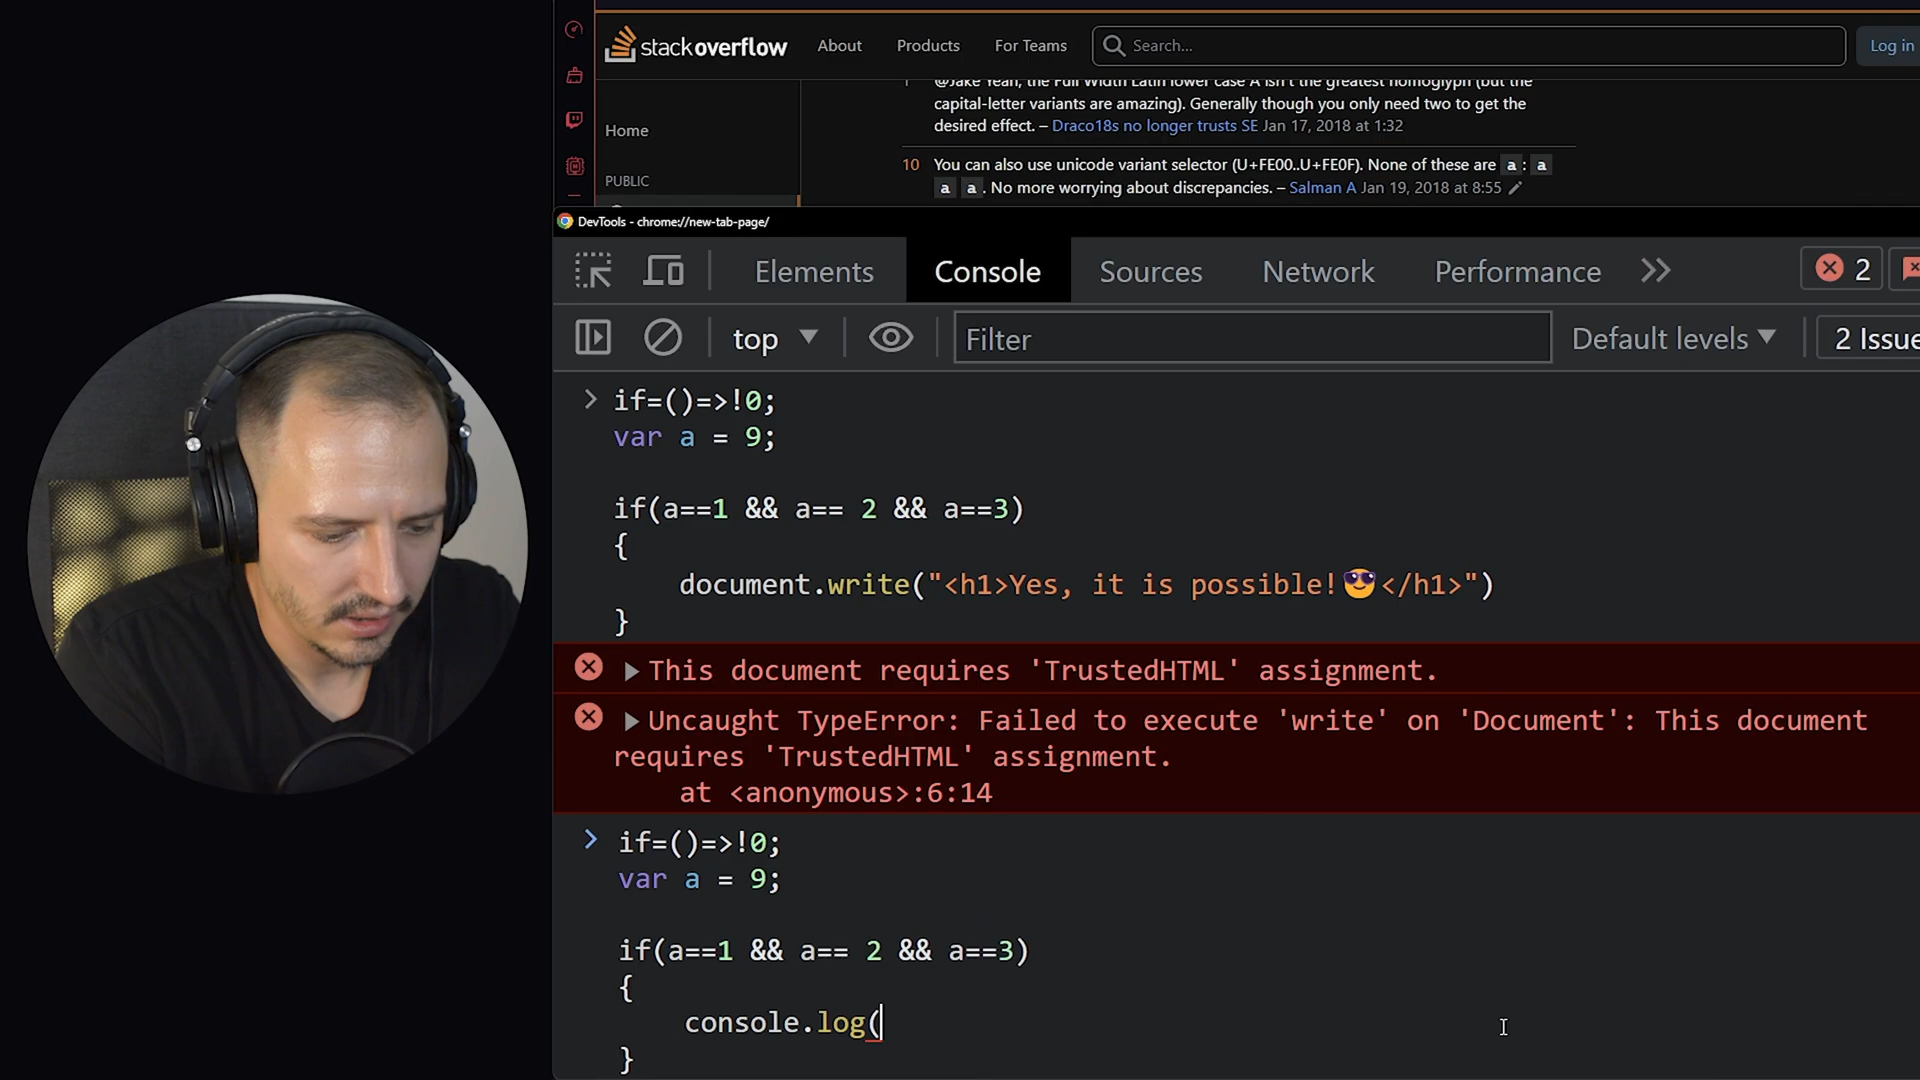 stackoverflow
About
Products
For Teams
Search...
Log in
Home
PUBLIC
@Jake Yeah, the Full Width Latin lower case A isn't the greatest homoglyph (but the
capital-letter variants are amazing). Generally though you only need two to get the
desired effect. – Draco18s no longer trusts SE Jan 17, 2018 at 1:32
10 You can also use unicode variant selector (U+FE00..U+FE0F). None of these are a: a
a a. No more worrying about discrepancies. – Salman A Jan 19, 2018 at 8:55
DevTools - chrome://new-tab-page/
Elements
Console
Sources
Network
Performance
2
top
Filter
Default levels
2 Issue
if=()=>!0;
var a = 9;
if(a==1 && a== 2 && a==3)
{
document.write("<h1>Yes, it is possible!😎</h1>")
}
This document requires 'TrustedHTML' assignment.
Uncaught TypeError: Failed to execute 'write' on 'Document': This document
requires 'TrustedHTML' assignment.
at <anonymous>:6:14
if=()=>!0;
var a = 9;
if(a==1 && a== 2 && a==3)
{
console.log(
}